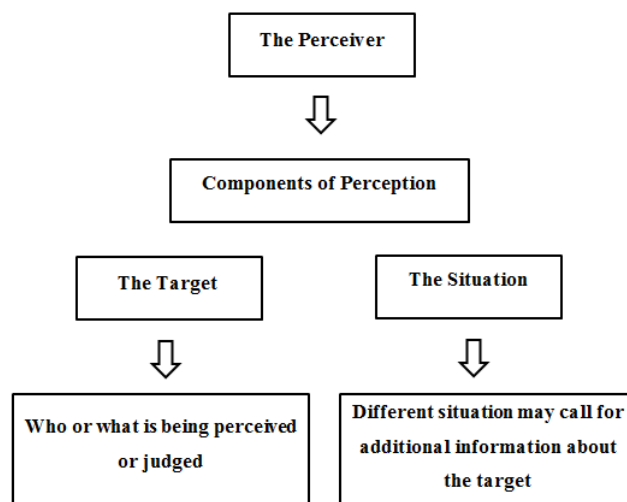 The Perceiver
Components of Perception
The Target
The Situation
Who or what is being perceived
or judged
Different situation may call for
additional information about
the target